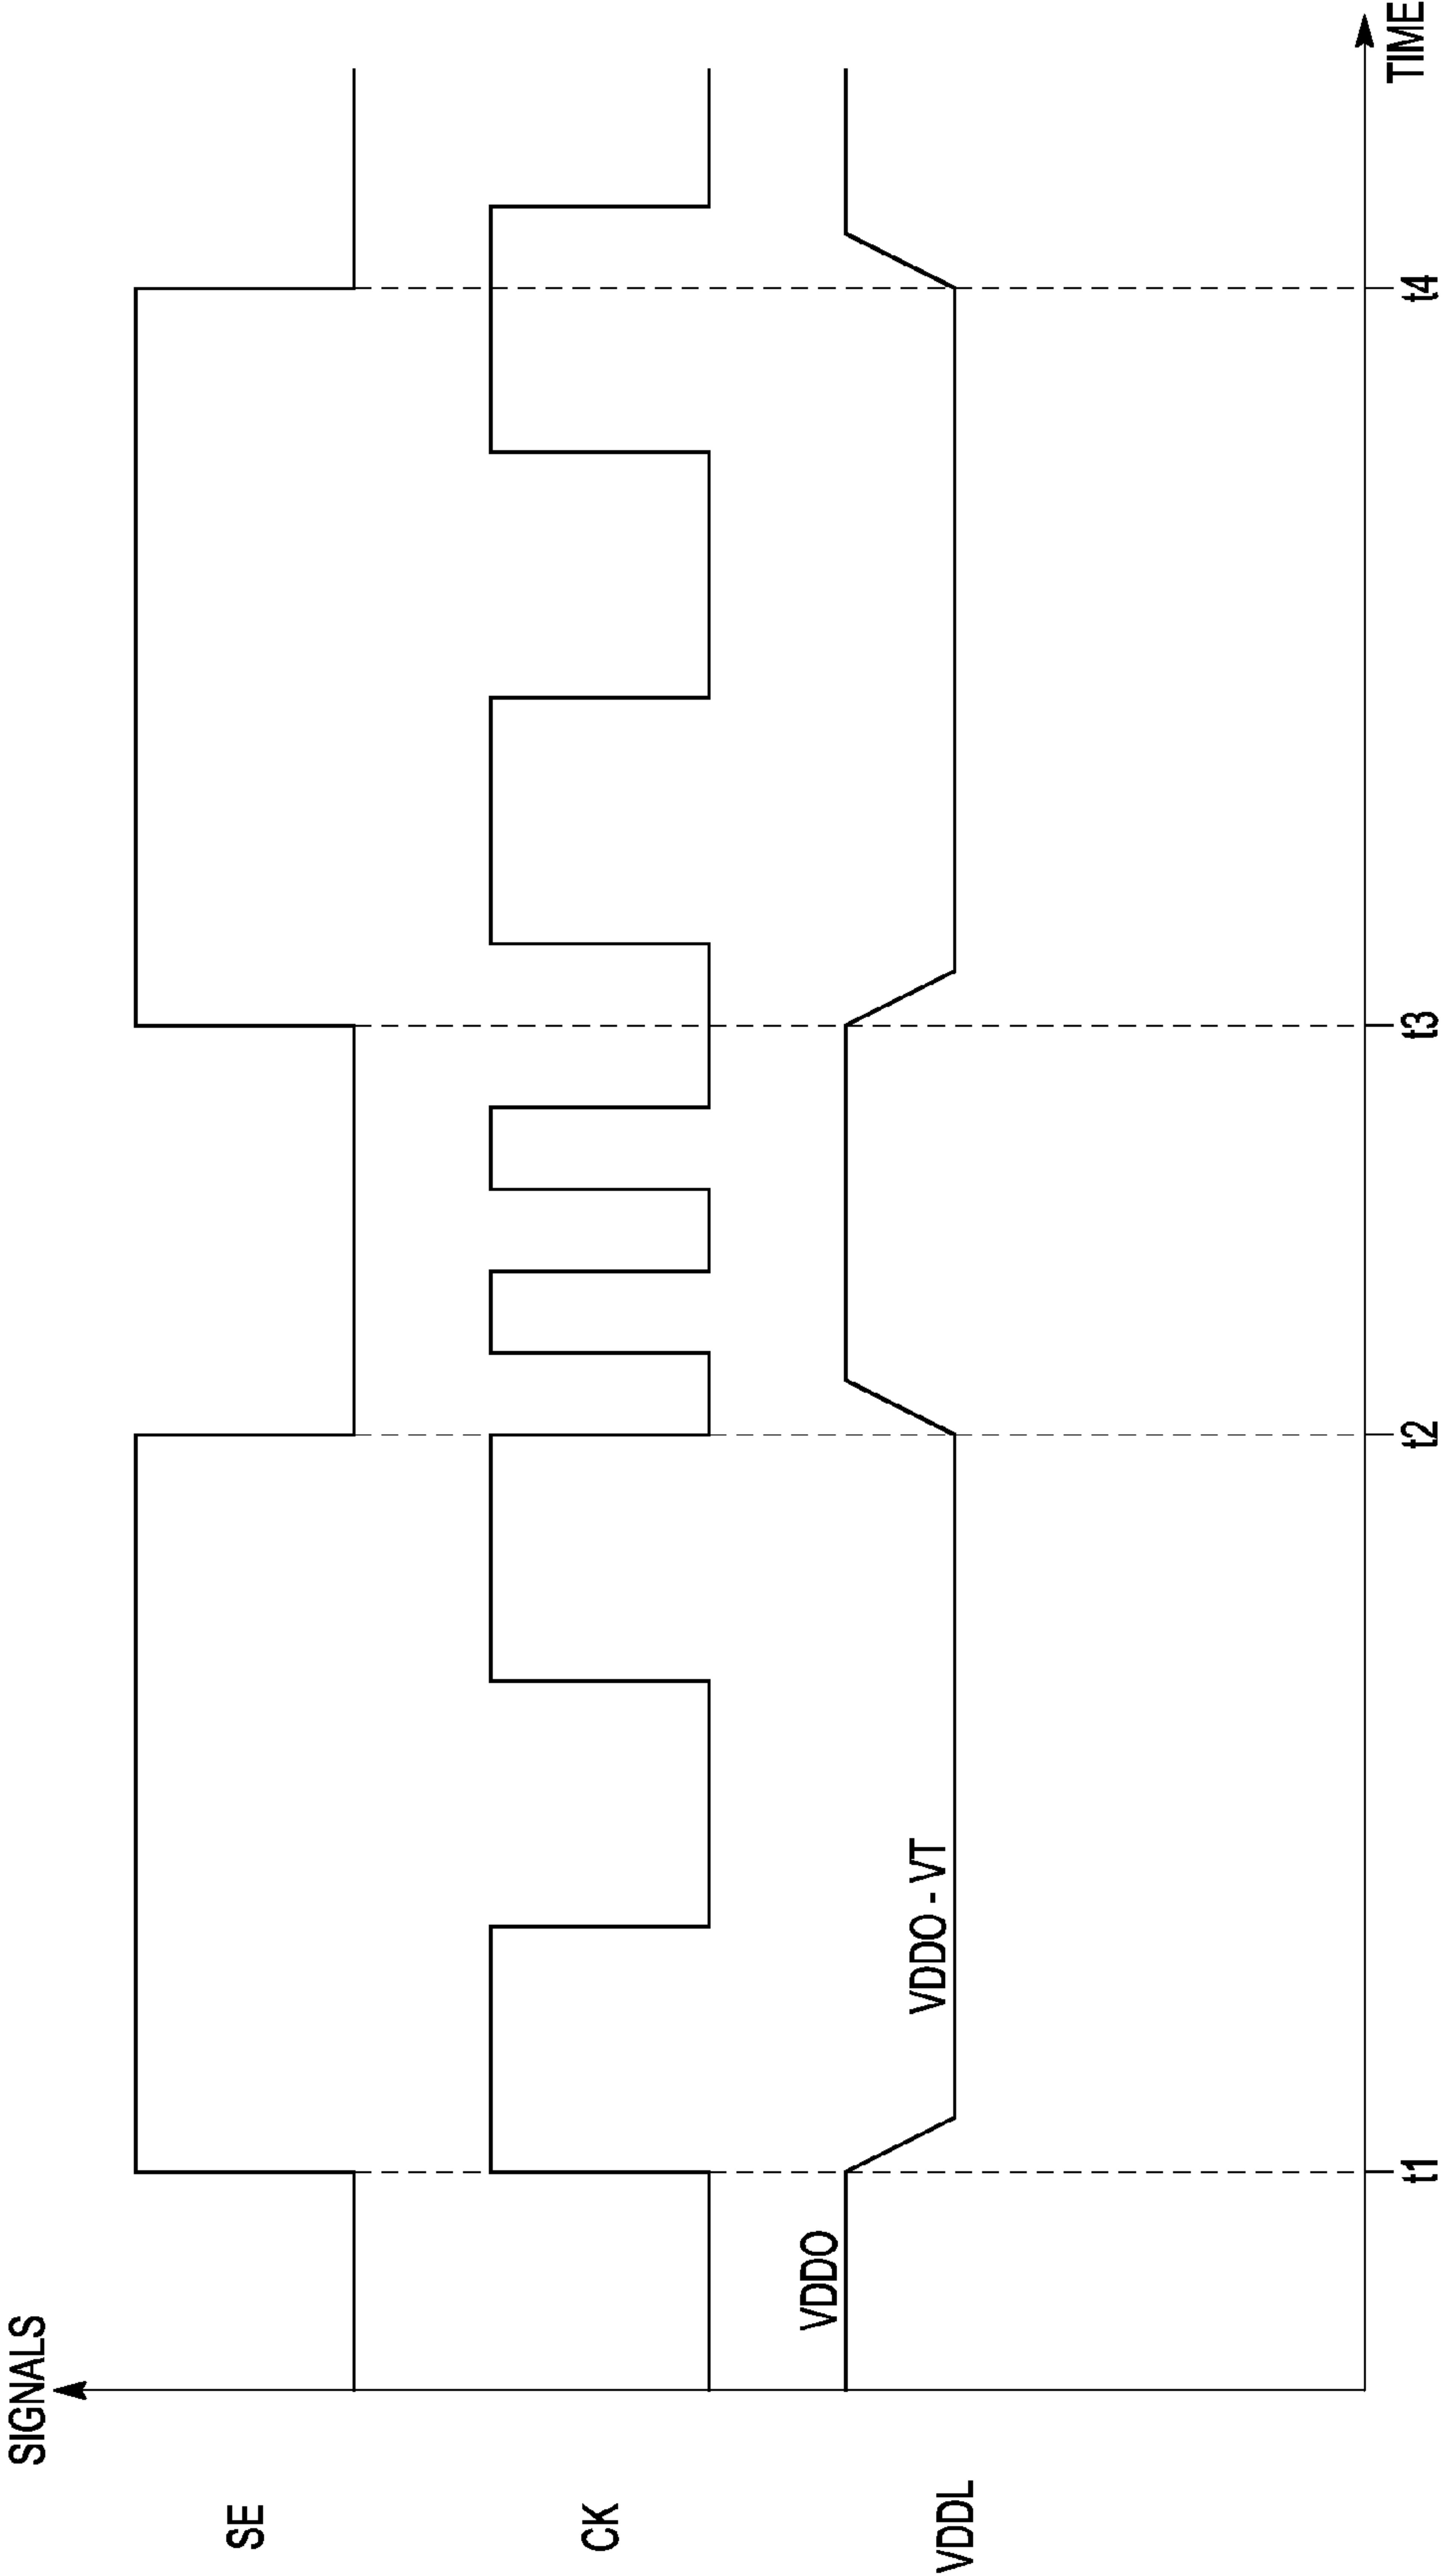 SIGNALS
SE
CK
VDDO
VDDO - VT
VDDL
t1
t2
t3
t4
TIME